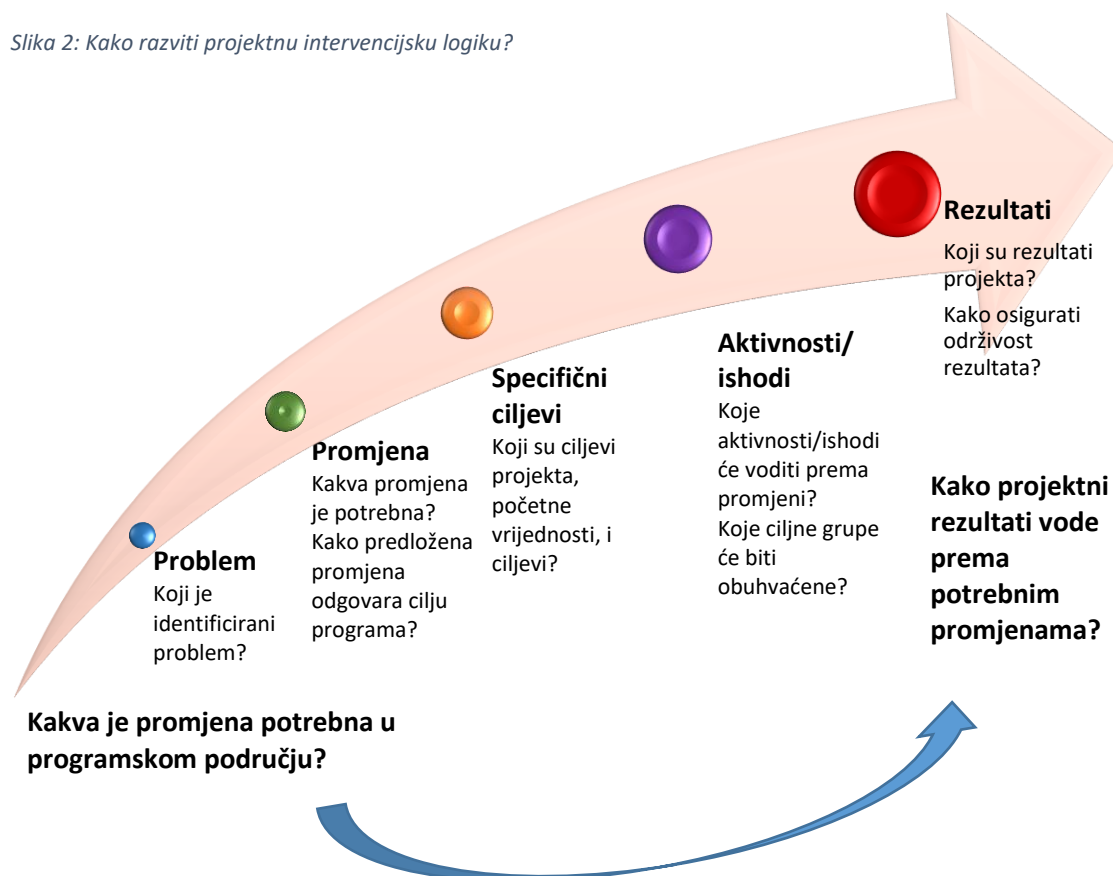 Slika 2: Kako razviti projektnu intervencijsku logiku?
Problem
Koji je
identificirani
problem?
Promjena
Kakva promjena
je potrebna?
Kako predložena
promjena
odgovara cilju
programa?
Specifični
ciljevi
Koji su ciljevi
projekta,
početne
vrijednosti, i
ciljevi?
Aktivnosti/
ishodi
Koje
aktivnosti/ishodi
će voditi prema
promjeni?
Koje ciljne grupe
će biti
obuhvaćene?
Rezultati
Koji su rezultati
projekta?
Kako osigurati
održivost
rezultata?
Kako projektni
rezultati vode
prema
potrebnim
promjenama?
Kakva je promjena potrebna u
programskom području?